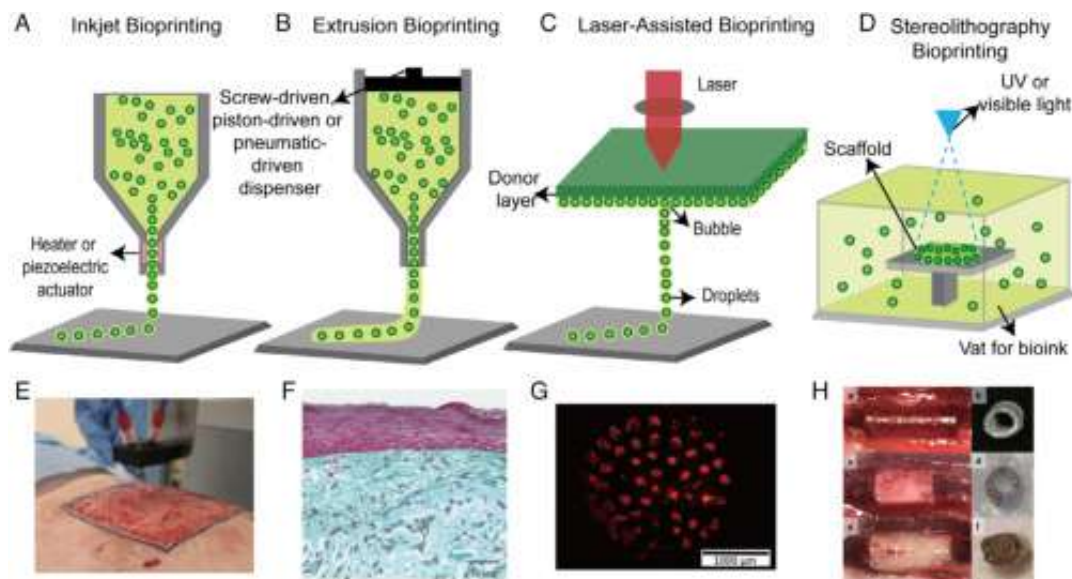 A Inkjet Bioprinting
B Extrusion Bioprinting
C Laser-Assisted Bioprinting
D Stereolithography
Bioprinting
Heater or
piezoelectric
actuator
Screw-driven,
piston-driven or
pneumatic-
driven
dispenser
Laser
Donor
layer
Bubble
Droplets
UV or
visible light
Scaffold
Vat for bioink
E
F
G
1000 μm
H
a
b
d
f